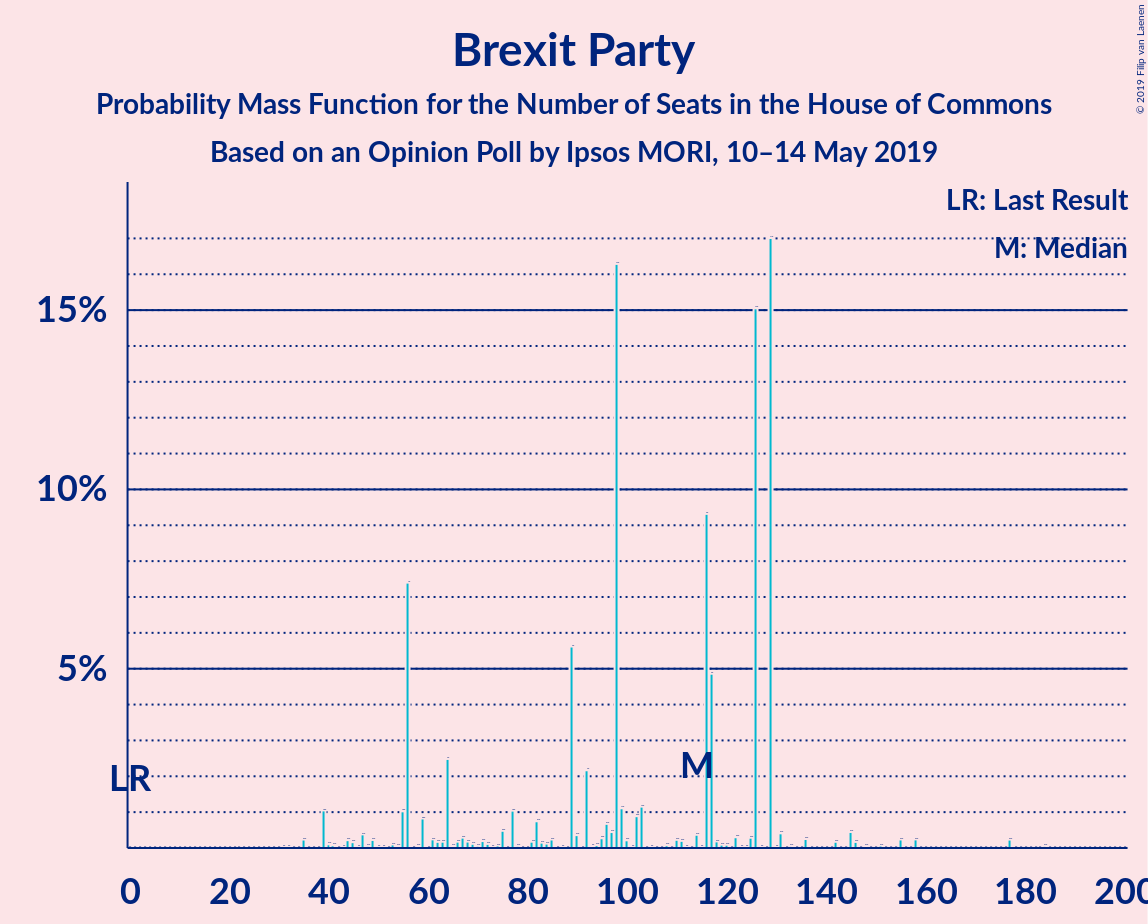 Brexit Party
Probability Mass Function for the Number of Seats in the House of Commons
Based on an Opinion Poll by Ipsos MORI, 10–14 May 2019
© 2019 Filip van Laenen
LR: Last Result
M: Median
15%
10%
5%
LR
M
0 20 40 60 80 100 120 140 160 180 200